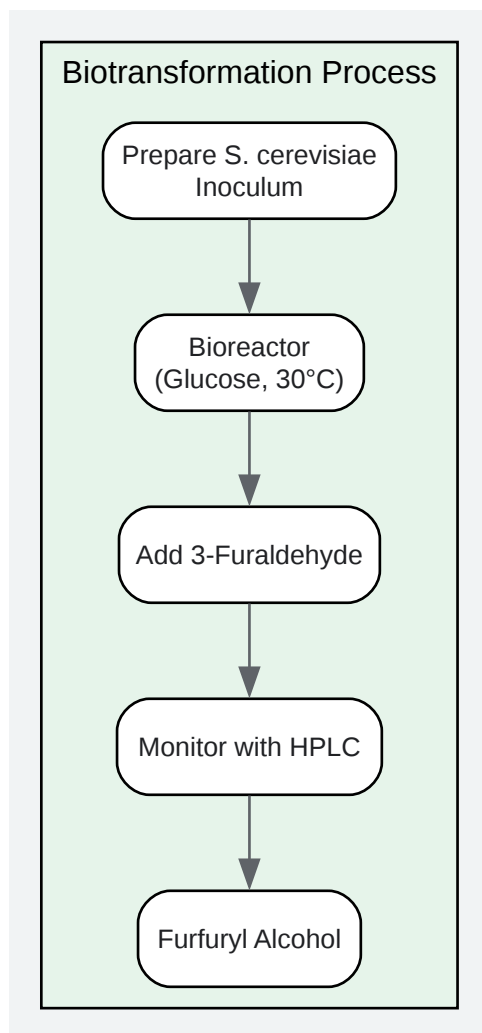 Biotransformation Process
Prepare S. cerevisiae
Inoculum
Bioreactor
(Glucose, 30°C)
Add 3-Furaldehyde
Monitor with HPLC
Furfuryl Alcohol